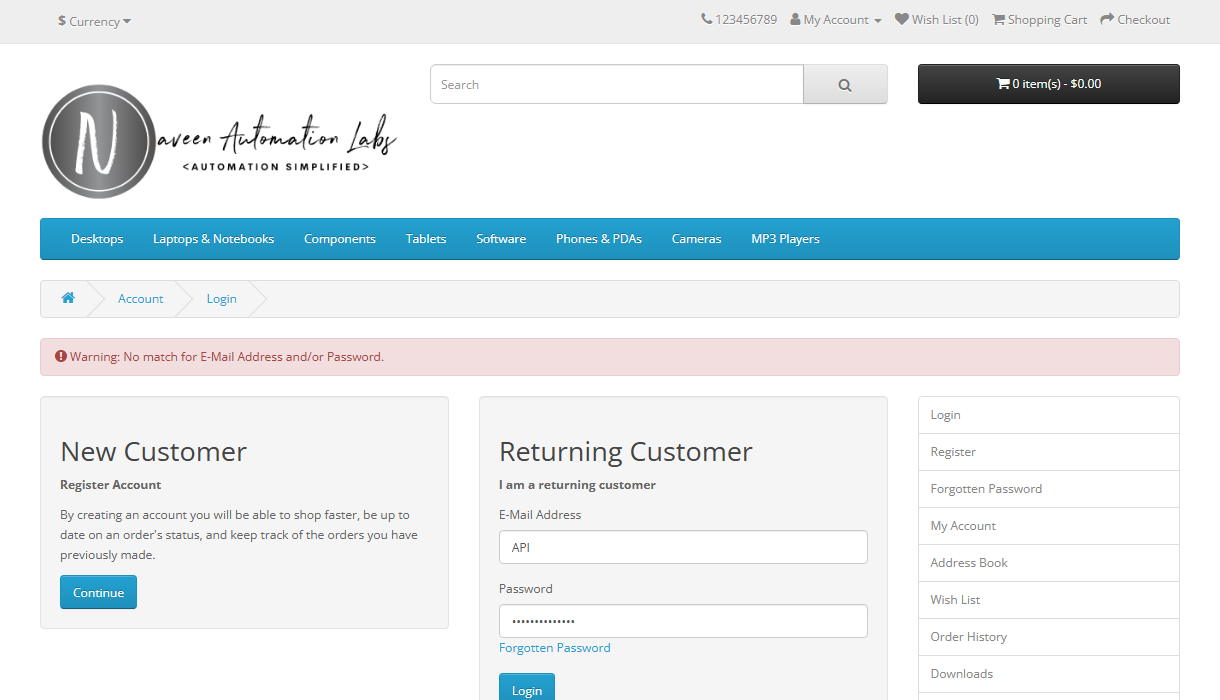 $ Currency
123456789 My Account Wish List (0) Shopping Cart Checkout
Search
0 item(s) - $0.00
N
aveen Automation Labs
<AUTOMATION SIMPLIFIED>
Desktops Laptops & Notebooks Components Tablets Software Phones & PDAs Cameras MP3 Players
Account Login
Warning: No match for E-Mail Address and/or Password.
New Customer
Register Account
By creating an account you will be able to shop faster, be up to
date on an order's status, and keep track of the orders you have
previously made.
Continue
Returning Customer
I am a returning customer
E-Mail Address
API
Password
••••••••••••••
Forgotten Password
Login
Login
Register
Forgotten Password
My Account
Address Book
Wish List
Order History
Downloads